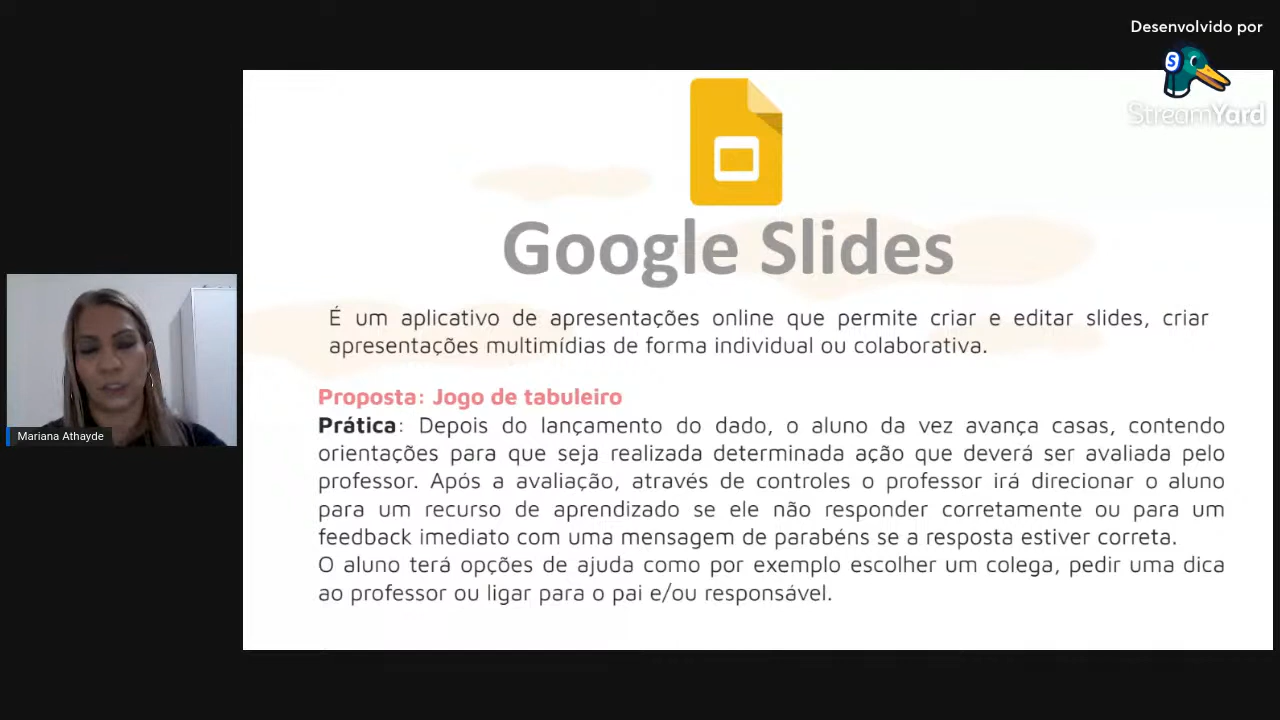 Desenvolvido por
S
StreamYard
Google Slides
É um aplicativo de apresentações online que permite criar e editar slides, criar
apresentações multimídias de forma individual ou colaborativa.
Proposta: Jogo de tabuleiro
Prática: Depois do lançamento do dado, o aluno da vez avança casas, contendo
orientações para que seja realizada determinada ação que deverá ser avaliada pelo
professor. Após a avaliação, através de controles o professor irá direcionar o aluno
para um recurso de aprendizado se ele não responder corretamente ou para um
feedback imediato com uma mensagem de parabéns se a resposta estiver correta.
O aluno terá opções de ajuda como por exemplo escolher um colega, pedir uma dica
ao professor ou ligar para o pai e/ou responsável.
Mariana Athayde